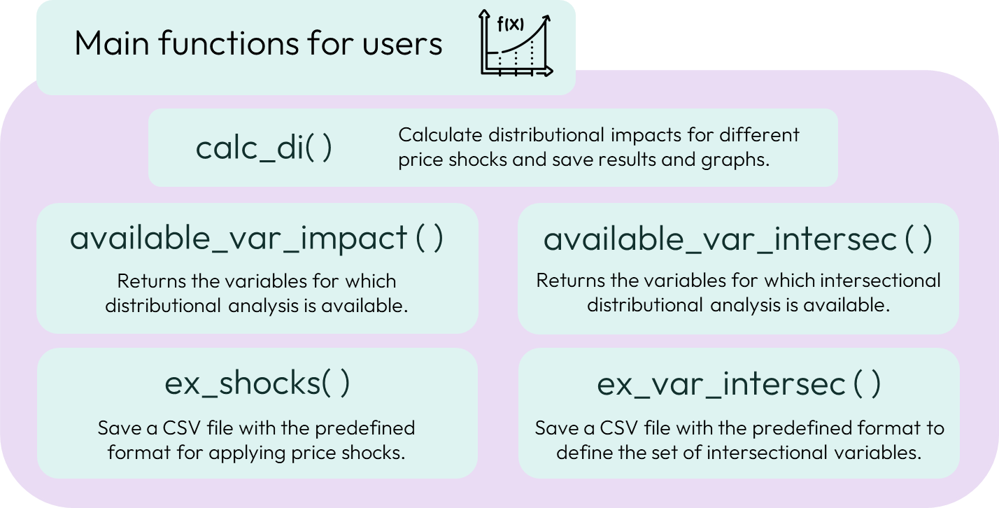 Main functions for users
f(x)
calc_di( )
Calculate distributional impacts for different
price shocks and save results and graphs.
available_var_impact ( )
Returns the variables for which
distributional analysis is available.
available_var_intersec ( )
Returns the variables for which intersectional
distributional analysis is available.
ex_shocks( )
Save a CSV file with the predefined
format for applying price shocks.
ex_var_intersec ( )
Save a CSV file with the predefined format to
define the set of intersectional variables.